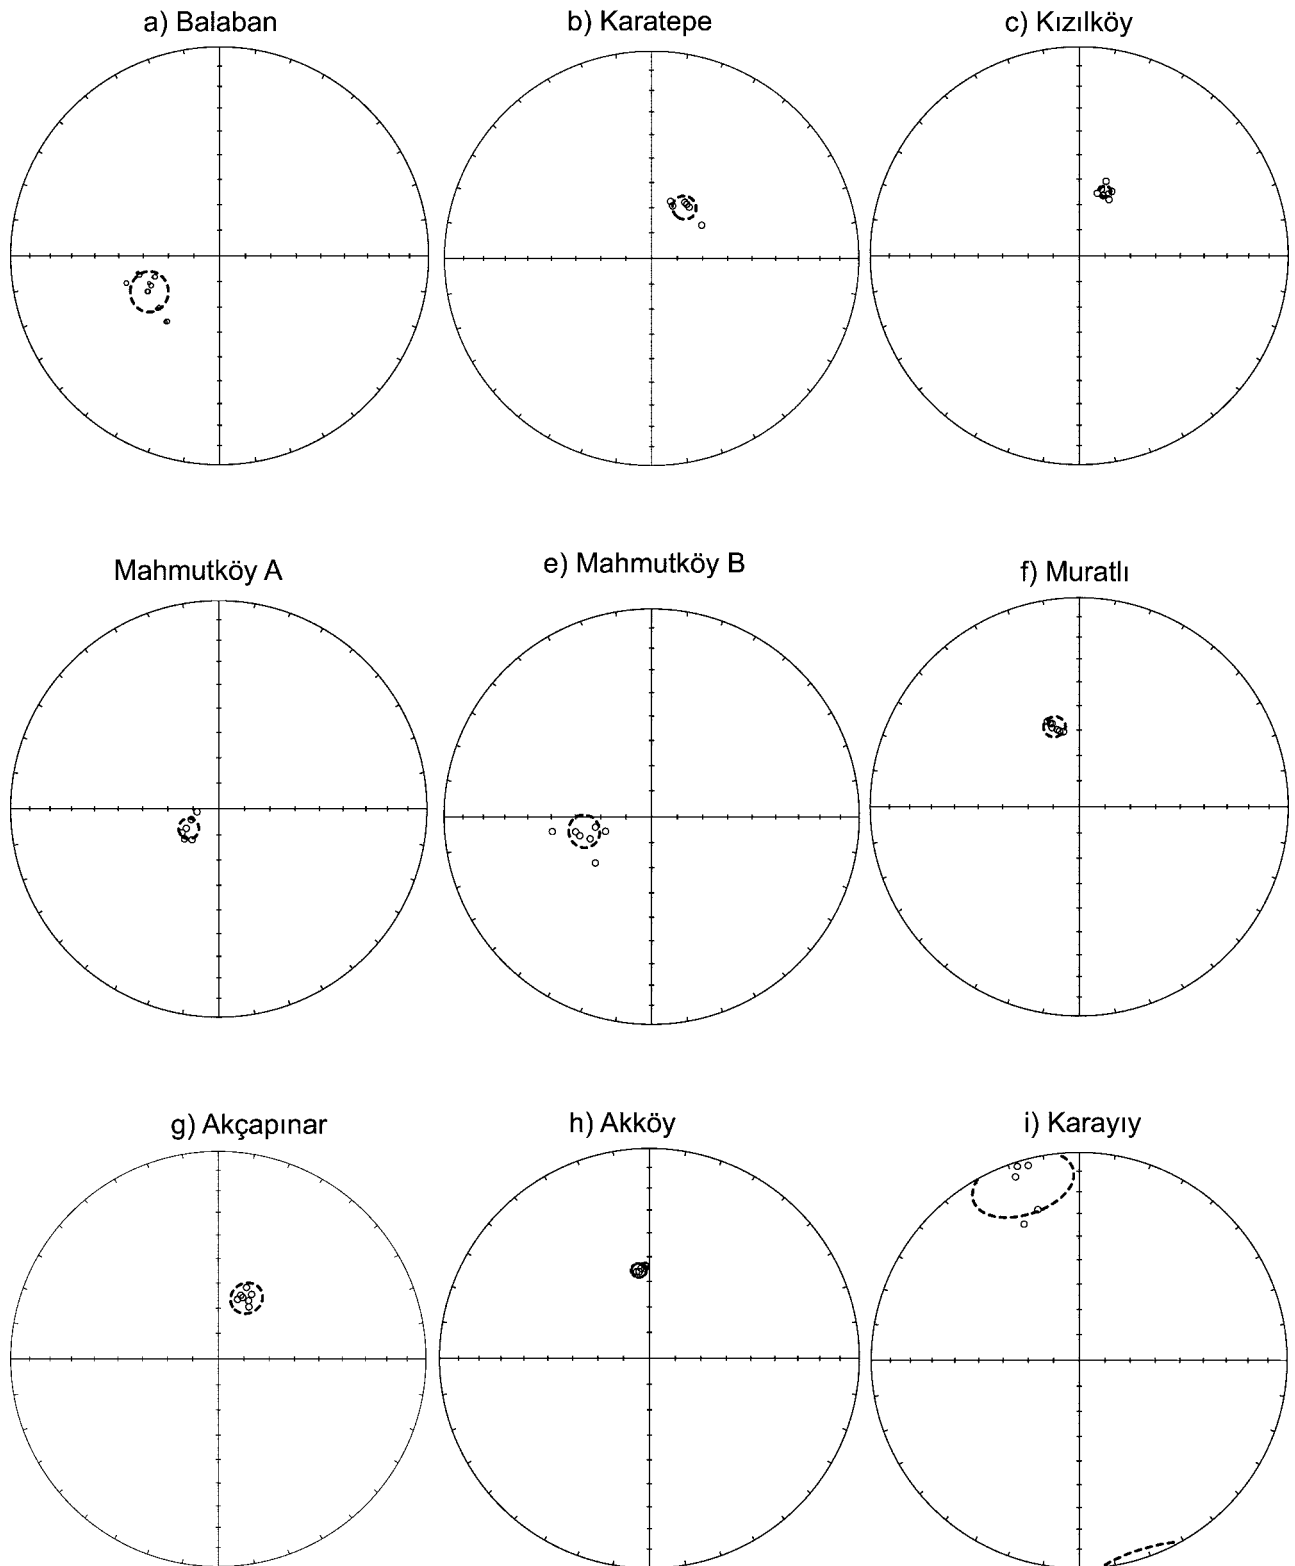 a) Balaban
b) Karatepe
c) Kızılköy
Mahmutköy A
e) Mahmutköy B
f) Muratlı
g) Akçapınar
h) Akköy
i) Karayıy